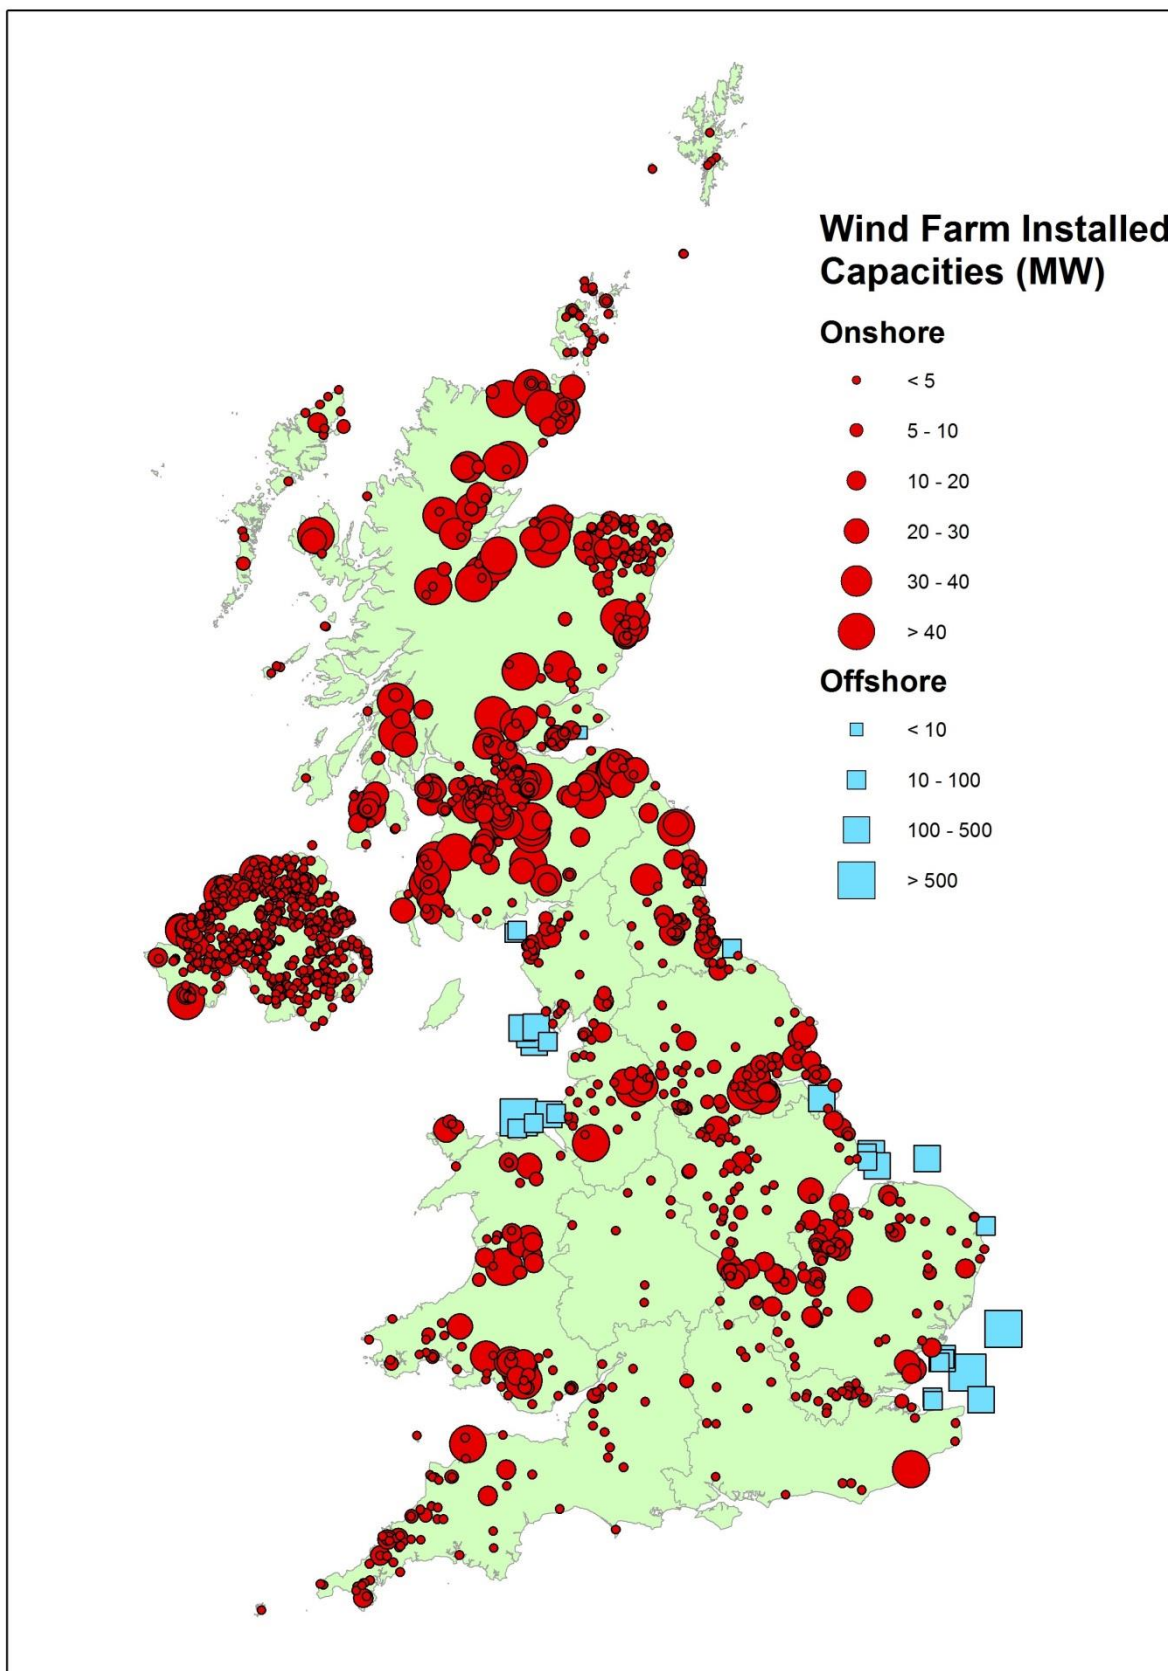 Wind Farm Installed
Capacities (MW)
Onshore
< 5
5 - 10
10 - 20
20 - 30
30 - 40
> 40
Offshore
< 10
10 - 100
100 - 500
> 500